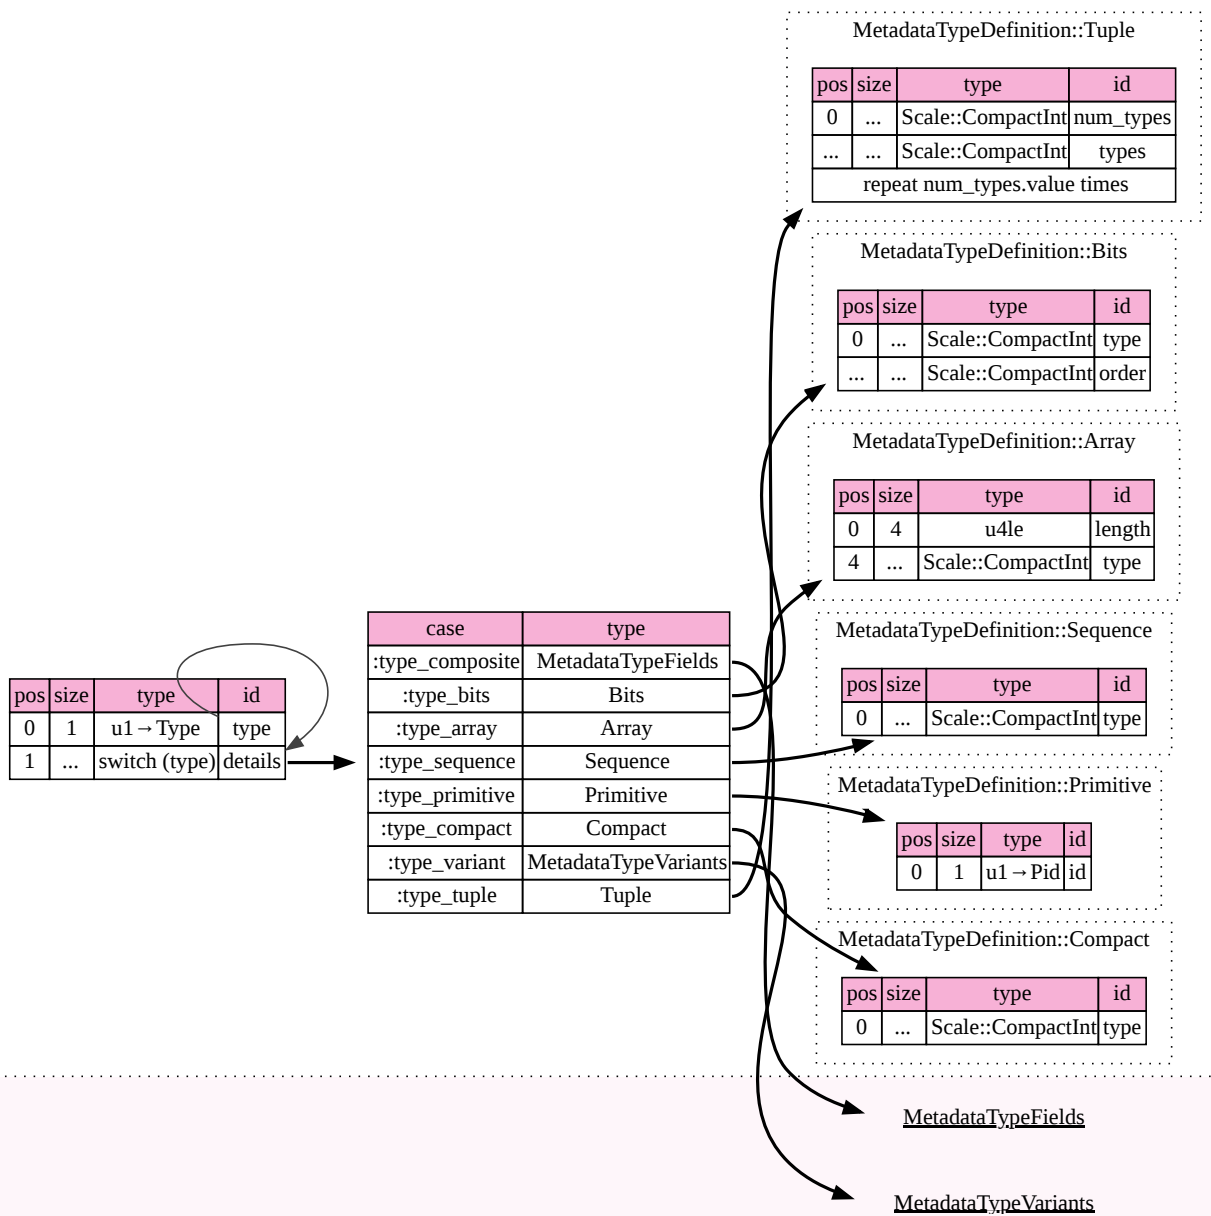 MetadataTypeDefinition::Tuple
pos size type id
0 ... Scale::CompactInt num_types
... ... Scale::CompactInt types
repeat num_types.value times
MetadataTypeDefinition::Bits
pos size type id
0 ... Scale::CompactInt type
... ... Scale::CompactInt order
MetadataTypeDefinition::Array
pos size type id
0 4 u4le length
4 ... Scale::CompactInt type
pos size type id
0 1 u1→Type type
1 ... switch (type) details
case type
:type_composite MetadataTypeFields
:type_bits Bits
:type_array Array
:type_sequence Sequence
:type_primitive Primitive
:type_compact Compact
:type_variant MetadataTypeVariants
:type_tuple Tuple
MetadataTypeDefinition::Sequence
pos size type id
0 ... Scale::CompactInt type
MetadataTypeDefinition::Primitive
pos size type id
0 1 u1→Pid id
MetadataTypeDefinition::Compact
pos size type id
0 ... Scale::CompactInt type
MetadataTypeFields
MetadataTypeVariants